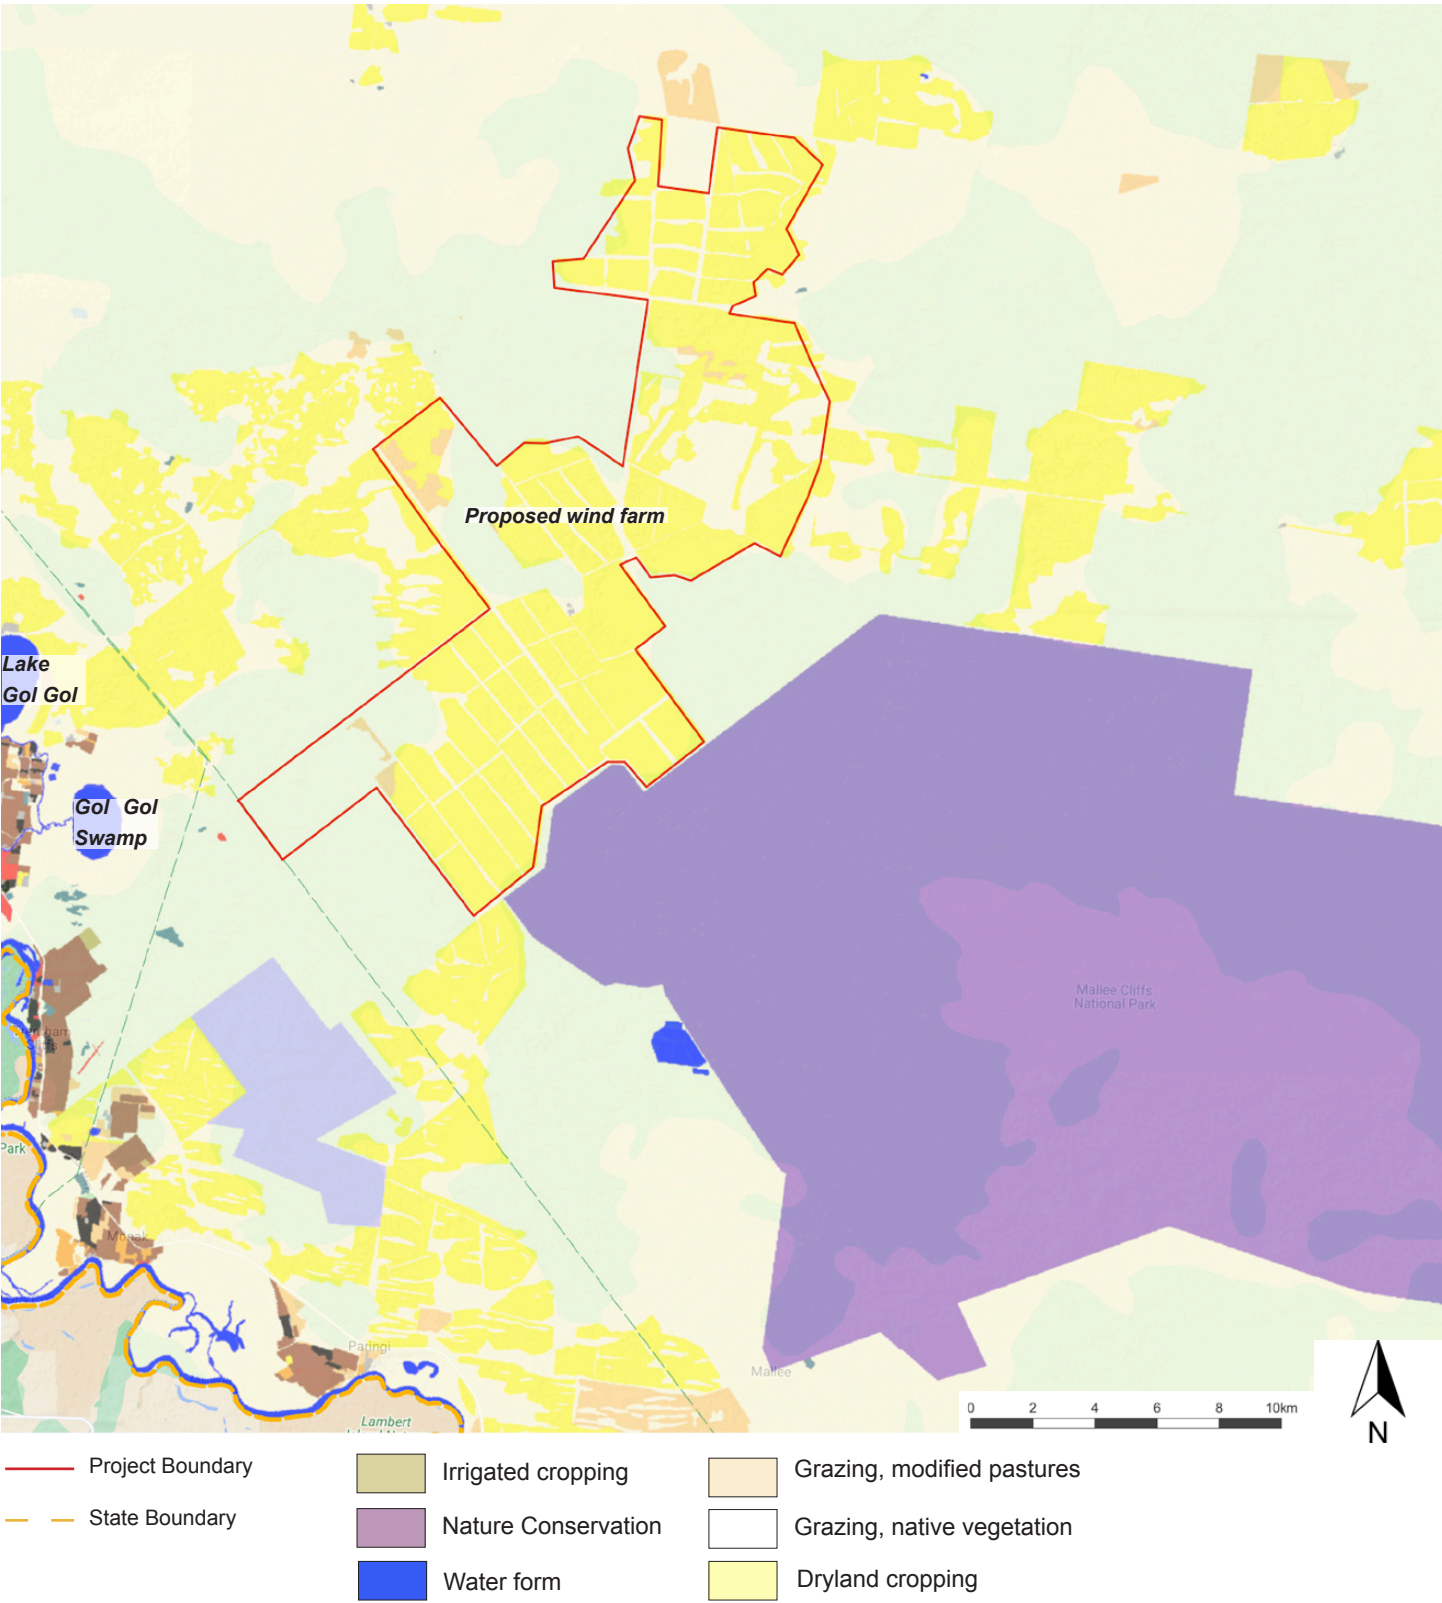 Proposed wind farm
Lake
Gol Gol
Gol Gol
Swamp
Mallee Cliffs
National Park
Park
Monak
Paringi
Mallee
Lambert
0 2 4 6 8 10km
N
Project Boundary
State Boundary
Irrigated cropping
Nature Conservation
Water form
Grazing, modified pastures
Grazing, native vegetation
Dryland cropping